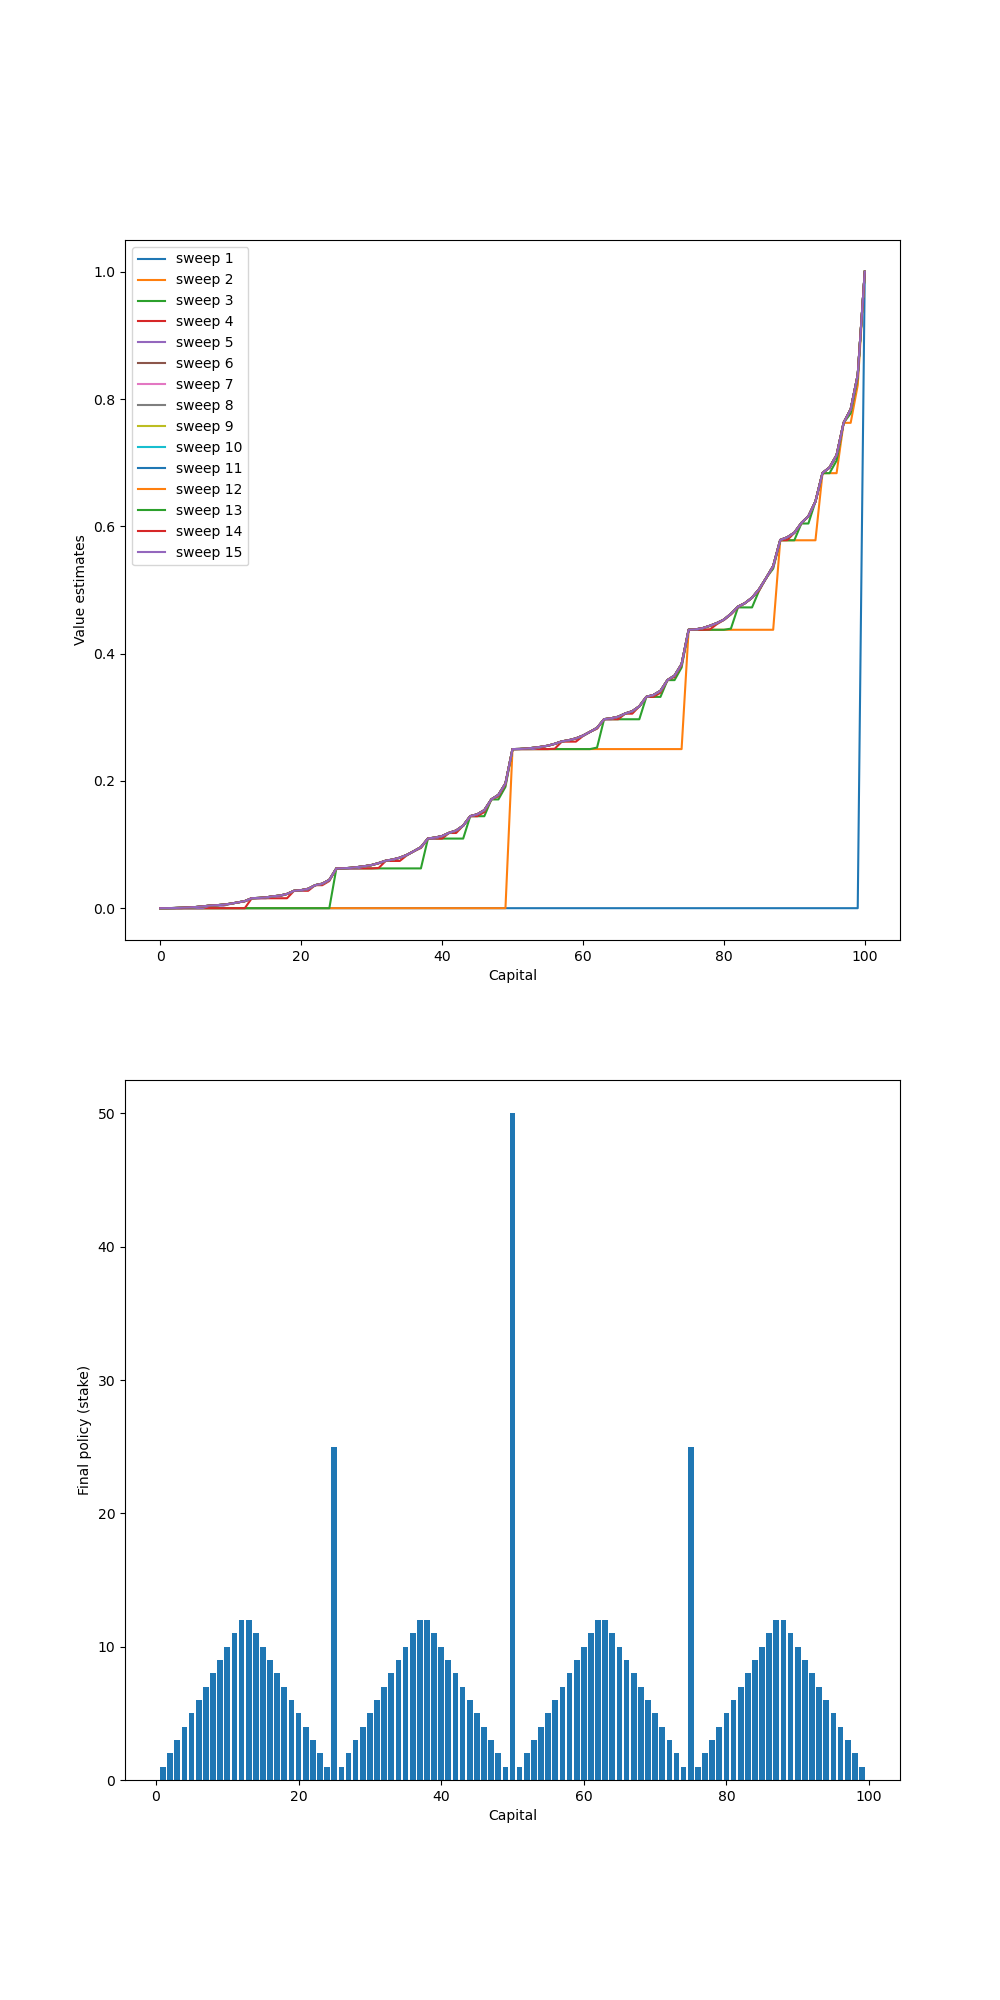 sweep 1
sweep 2
sweep 3
sweep 4
sweep 5
sweep 6
sweep 7
sweep 8
sweep 9
sweep 10
sweep 11
sweep 12
sweep 13
sweep 14
sweep 15
1.0
0.8
0.6
0.4
0.2
0.0
Value estimates
0 20 40 60 80 100
Capital
50
40
30
20
10
0
Final policy (stake)
0 20 40 60 80 100
Capital